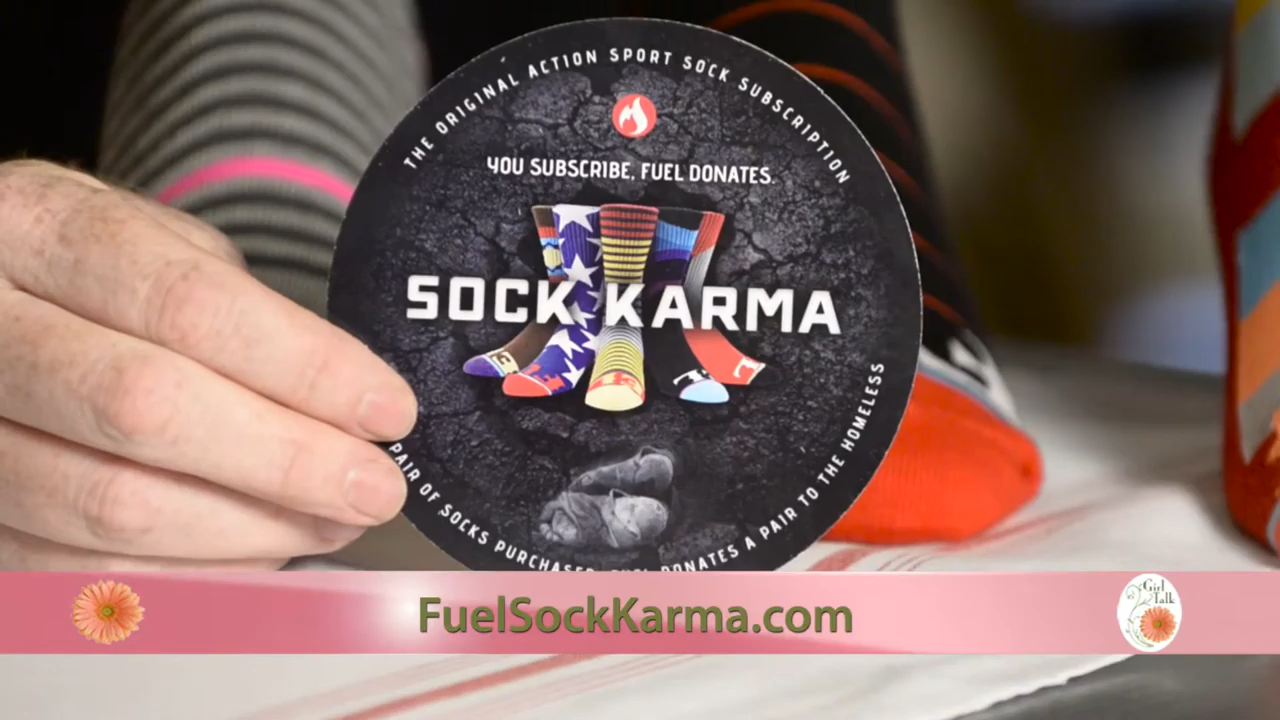 THE ORIGINAL ACTION SPORT SOCK SUBSCRIPTION
YOU SUBSCRIBE, FUEL DONATES.
SOCK KARMA
PAIR OF SOCKS PURCHASED, FUEL DONATES A PAIR TO THE HOMELESS
FuelSockKarma.com
Girl
Talk